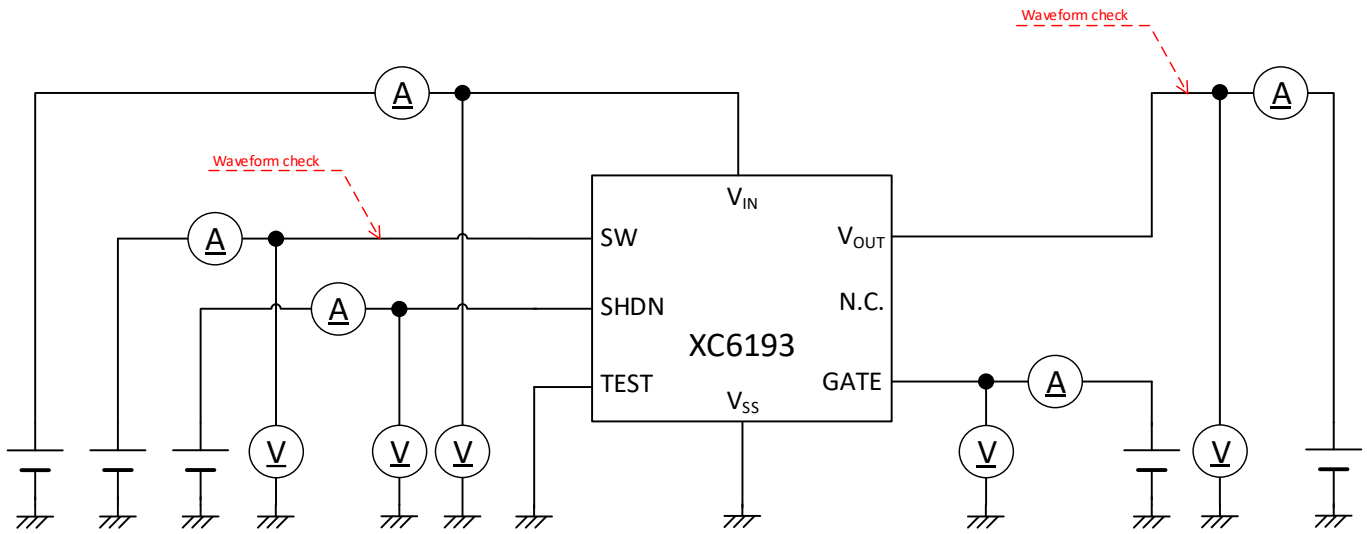 Waveform check
A
A
Waveform check
V_IN
A
SW
V_OUT
A
SHDN
N.C.
XC6193
TEST
GATE
A
V_SS
V
V
V
V
V